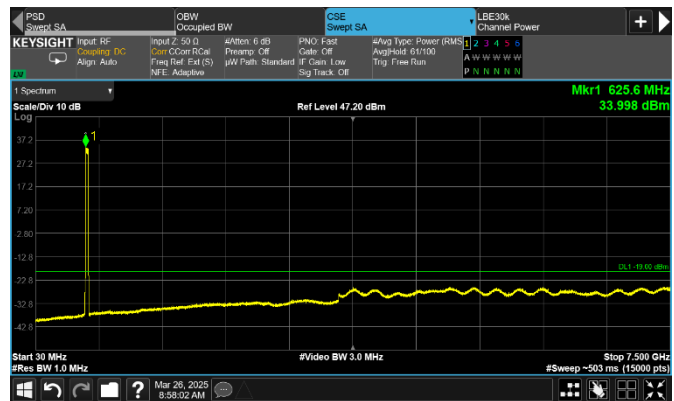 PSD
Swept SA
OBW
Occupied BW
CSE
Swept SA
LBE30k
Channel Power
KEYSIGHT
Input: RF
Coupling: DC
Align: Auto
LM
Input Z: 50 Ω
Corr CCorr RCal
Freq Ref: Ext (S)
NFE: Adaptive
#Atten: 6 dB
Preamp: Off
µW Path: Standard
PNO: Fast
Gate: Off
IF Gain: Low
Sig Track: Off
#Avg Type: Power (RMS)
Avg|Hold: 61/100
Trig: Free Run
1 2 3 4 5 6
A W W W W W
P N N N N N
1 Spectrum
Scale/Div 10 dB
Log
Ref Level 47.20 dBm
Mkr1 625.6 MHz
33.998 dBm
1
37.2
27.2
17.2
7.20
-2.80
-12.8
-22.8
-32.8
-42.8
DL1 -19.00 dBm
Start 30 MHz
#Res BW 1.0 MHz
#Video BW 3.0 MHz
Stop 7.500 GHz
#Sweep ~503 ms (15000 pts)
?
Mar 26, 2025
8:58:02 AM